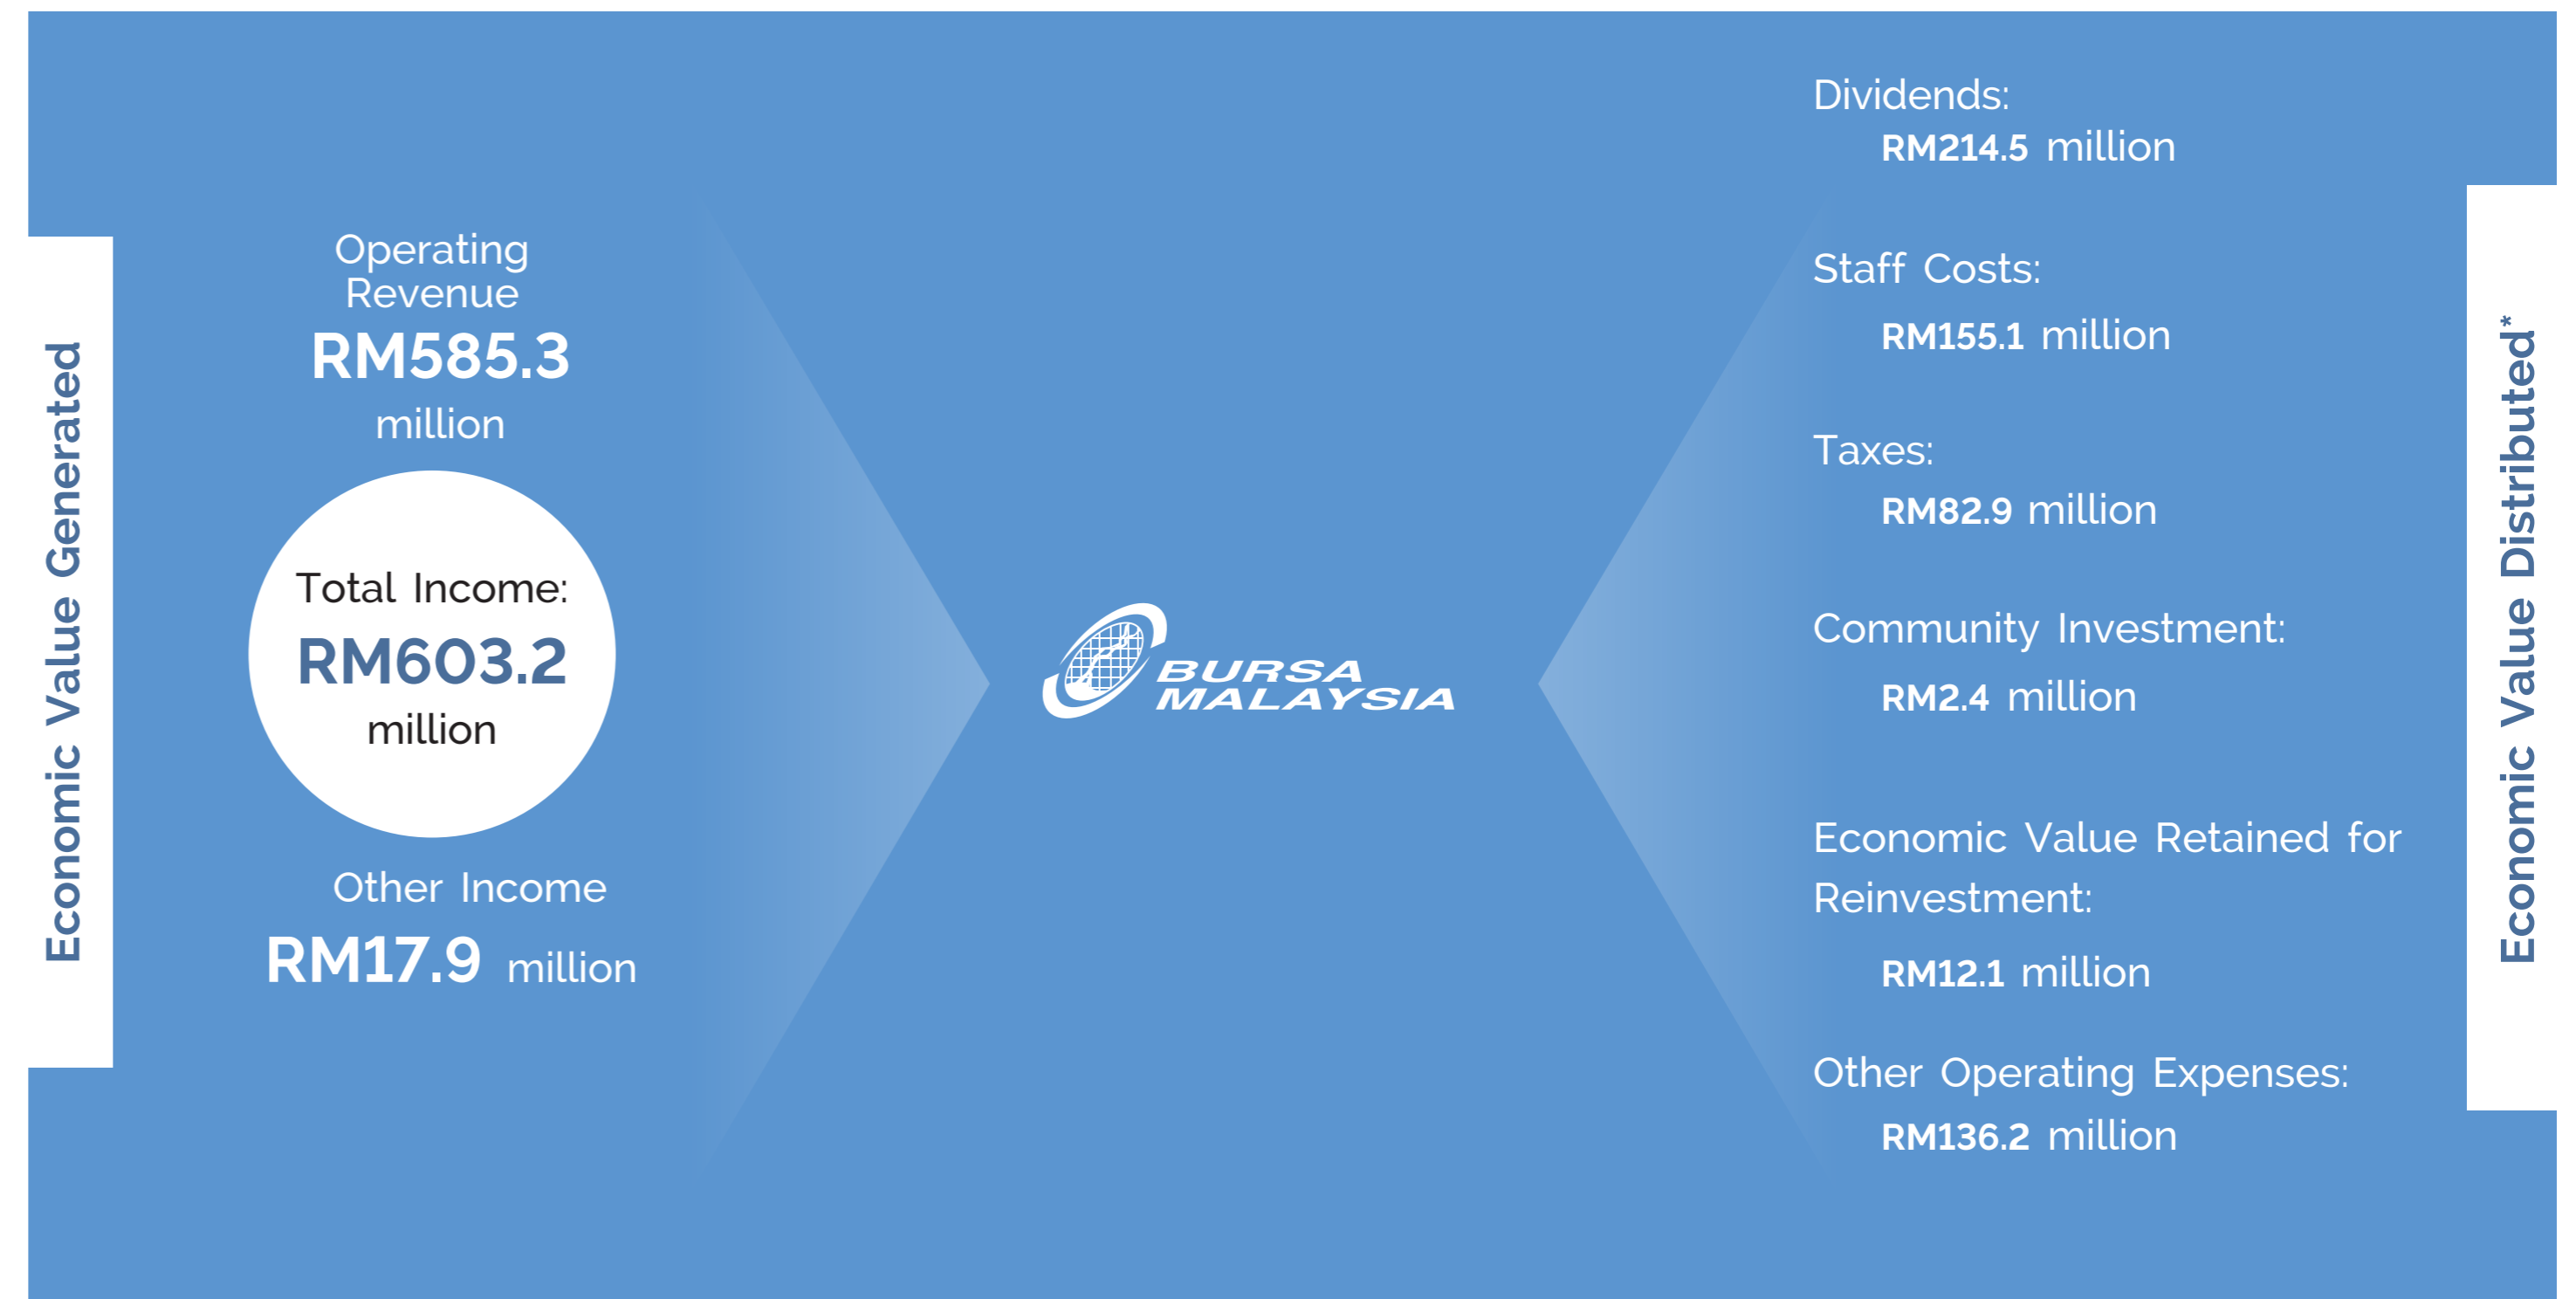 Economic Value Generated
Operating
Revenue
RM585.3
million
Total Income:
RM603.2
million
Other Income
RM17.9 million
BURSA
MALAYSIA
Dividends:
RM214.5 million
Staff Costs:
RM155.1 million
Taxes:
RM82.9 million
Community Investment:
RM2.4 million
Economic Value Retained for
Reinvestment:
RM12.1 million
Other Operating Expenses:
RM136.2 million
Economic Value Distributed*